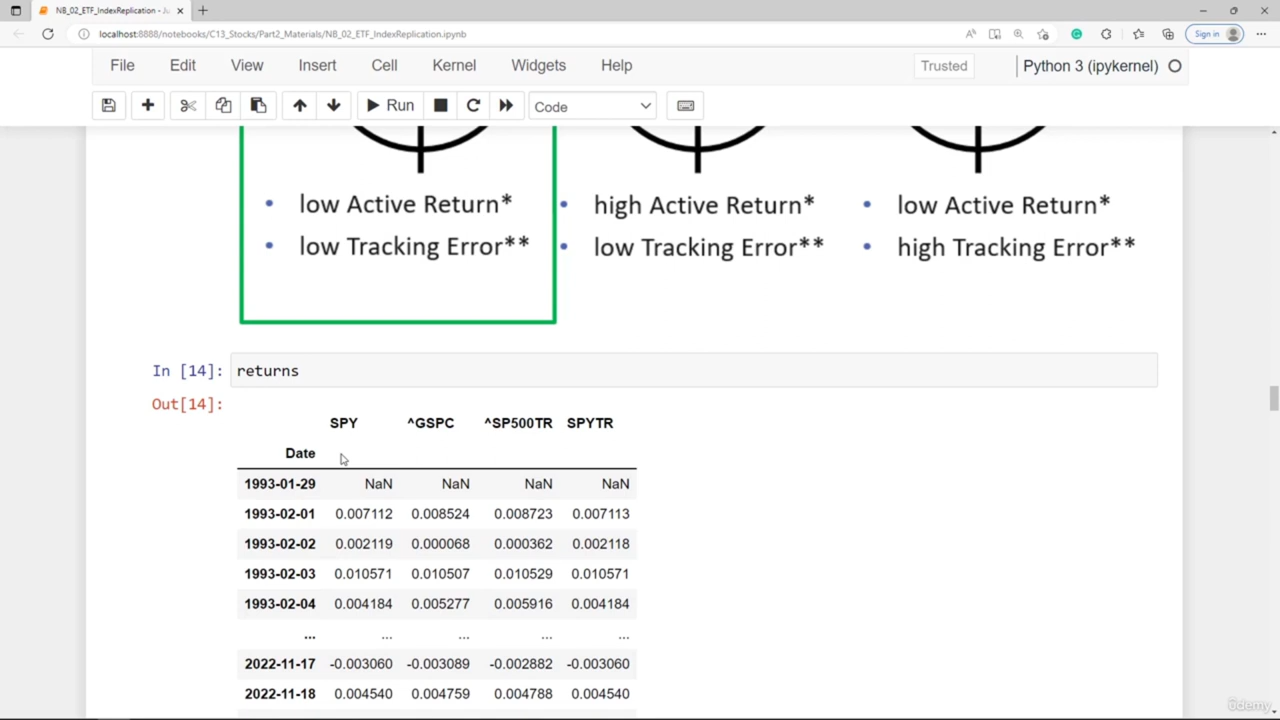 NB_02_ETF_IndexReplication - Ju
localhost:8888/notebooks/C13_Stocks/Part2_Materials/NB_02_ETF_IndexReplication.ipynb
Sign in
File Edit View Insert Cell Kernel Widgets Help
Trusted
Python 3 (ipykernel)
Run
Code
• low Active Return*
• low Tracking Error**
• high Active Return*
• low Tracking Error**
• low Active Return*
• high Tracking Error**
In [14]: returns
Out[14]:
SPY ^GSPC ^SP500TR SPYTR
Date
1993-01-29 NaN NaN NaN NaN
1993-02-01 0.007112 0.008524 0.008723 0.007113
1993-02-02 0.002119 0.000068 0.000362 0.002118
1993-02-03 0.010571 0.010507 0.010529 0.010571
1993-02-04 0.004184 0.005277 0.005916 0.004184
... ... ... ... ...
2022-11-17 -0.003060 -0.003089 -0.002882 -0.003060
2022-11-18 0.004540 0.004759 0.004788 0.004540
ûdemy